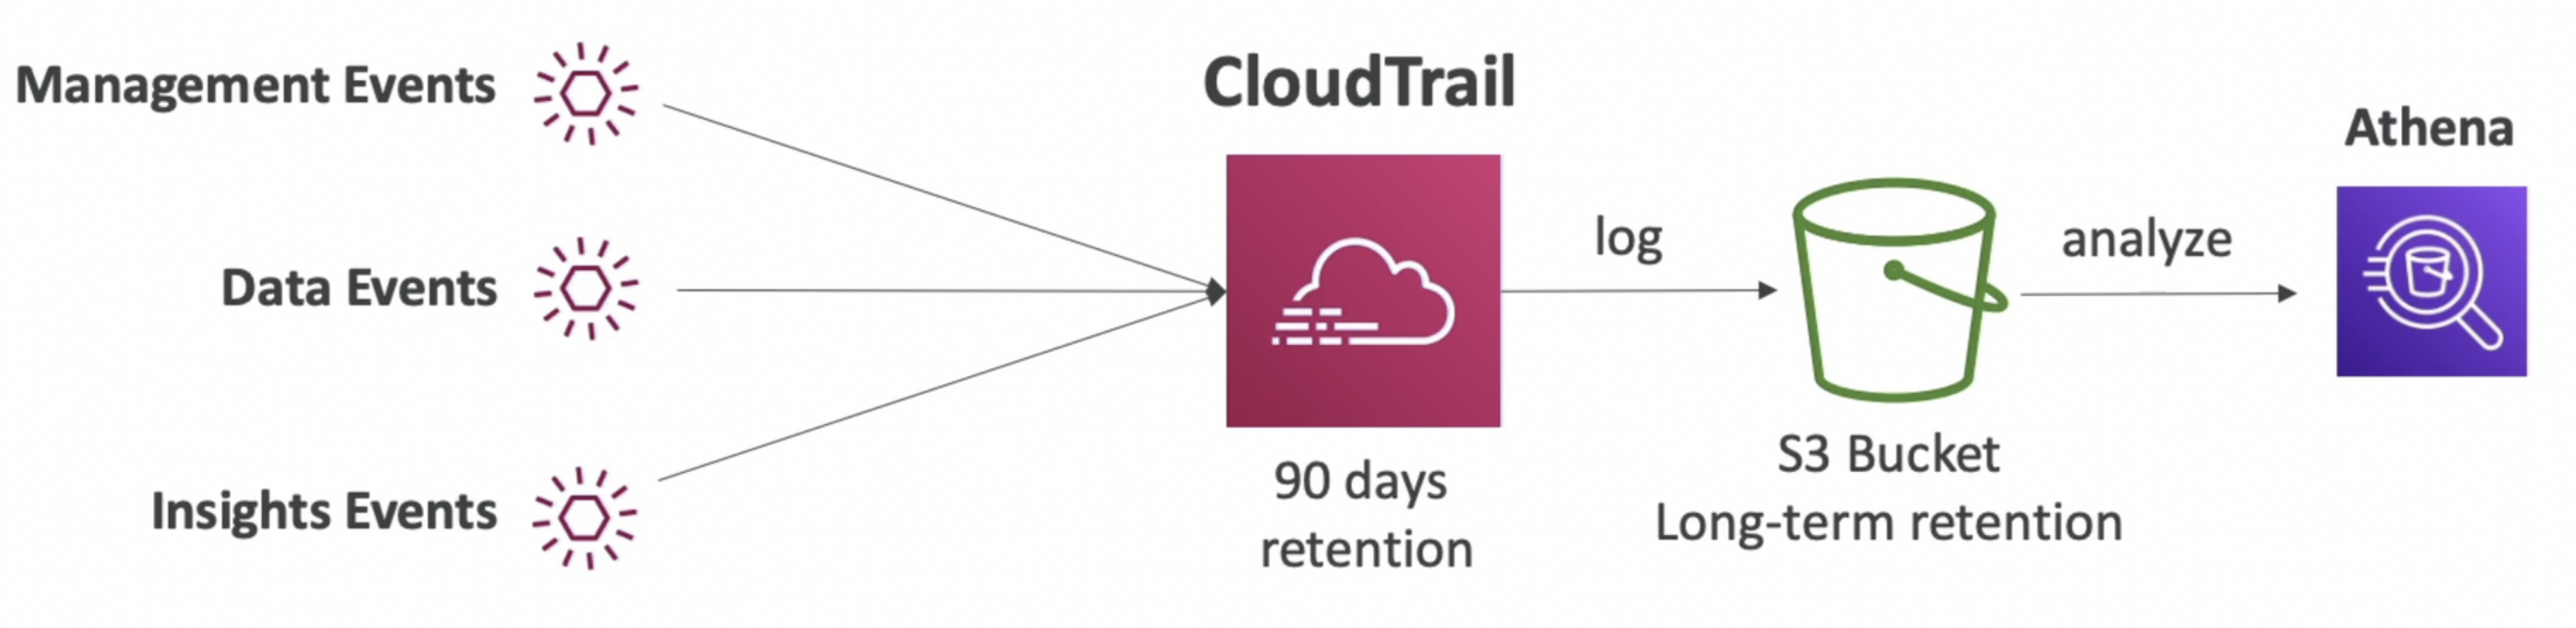 Management Events
Data Events
Insights Events
CloudTrail
90 days
retention
log
S3 Bucket
Long-term retention
analyze
Athena